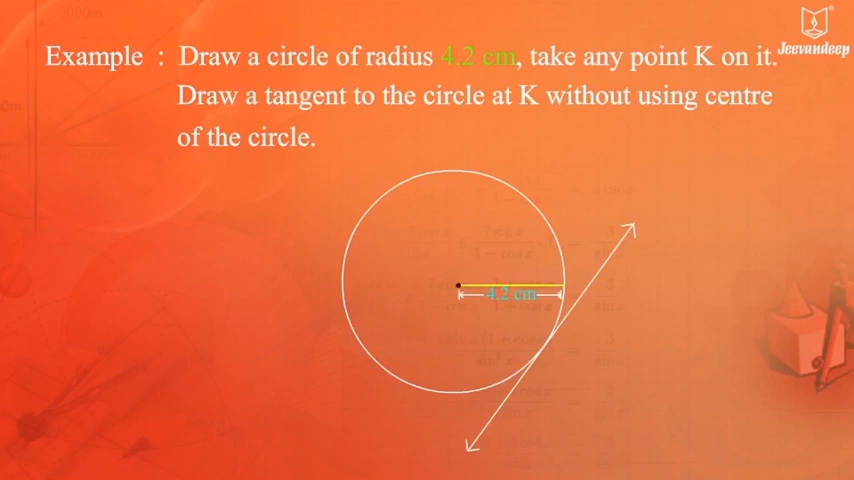 Example : Draw a circle of radius 4.2 cm, take any point K on it.
Draw a tangent to the circle at K without using centre
of the circle.
Jeevandeep
4.2 cm